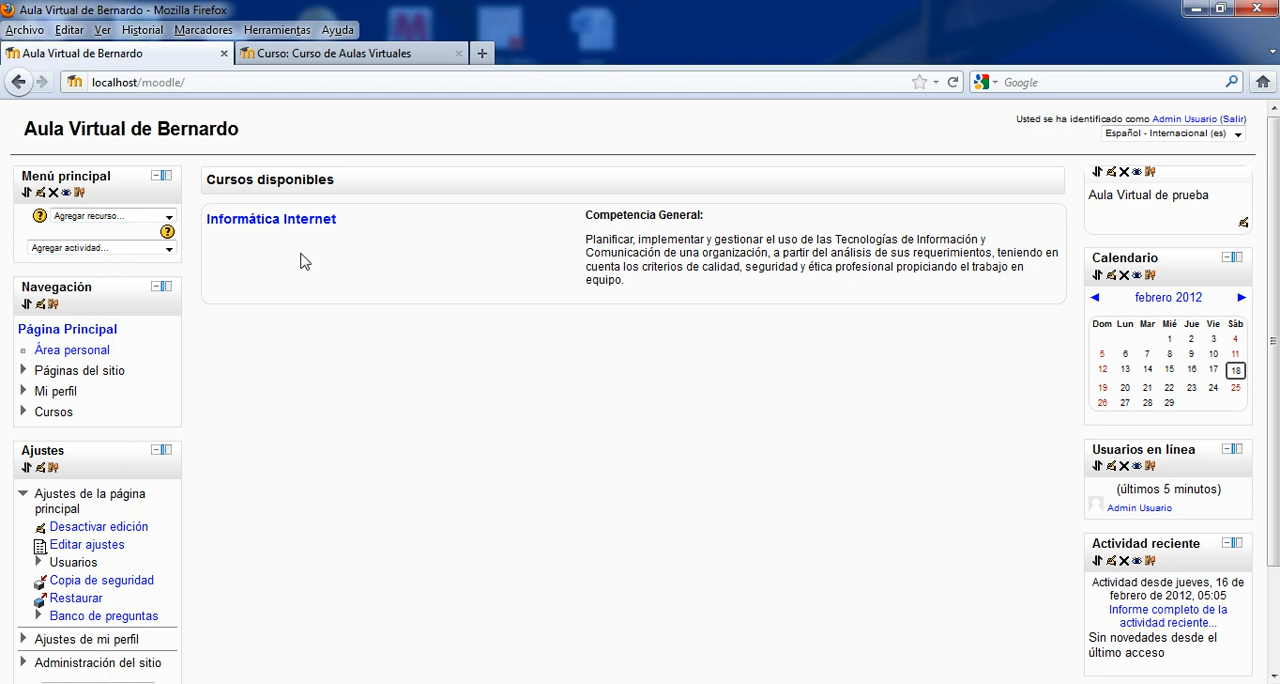 Aula Virtual de Bernardo - Mozilla Firefox
Archivo Editar Ver Historial Marcadores Herramientas Ayuda
Aula Virtual de Bernardo
Curso: Curso de Aulas Virtuales
localhost/moodle/
Google
Aula Virtual de Bernardo
Usted se ha identificado como Admin Usuario (Salir)
Español - Internacional (es)
Menú principal
Agregar recurso...
Agregar actividad...
Navegación
Página Principal
Área personal
Páginas del sitio
Mi perfil
Cursos
Ajustes
Ajustes de la página
principal
Desactivar edición
Editar ajustes
Usuarios
Copia de seguridad
Restaurar
Banco de preguntas
Ajustes de mi perfil
Administración del sitio
Cursos disponibles
Informática Internet
Competencia General:
Planificar, implementar y gestionar el uso de las Tecnologías de Información y
Comunicación de una organización, a partir del análisis de sus requerimientos, teniendo en
cuenta los criterios de calidad, seguridad y ética profesional propiciando el trabajo en
equipo.
Aula Virtual de prueba
Calendario
febrero 2012
Dom Lun Mar Mié Jue Vie Sáb
1 2 3 4
5 6 7 8 9 10 11
12 13 14 15 16 17 18
19 20 21 22 23 24 25
26 27 28 29
Usuarios en línea
(últimos 5 minutos)
Admin Usuario
Actividad reciente
Actividad desde jueves, 16 de
febrero de 2012, 05:05
Informe completo de la
actividad reciente...
Sin novedades desde el
último acceso